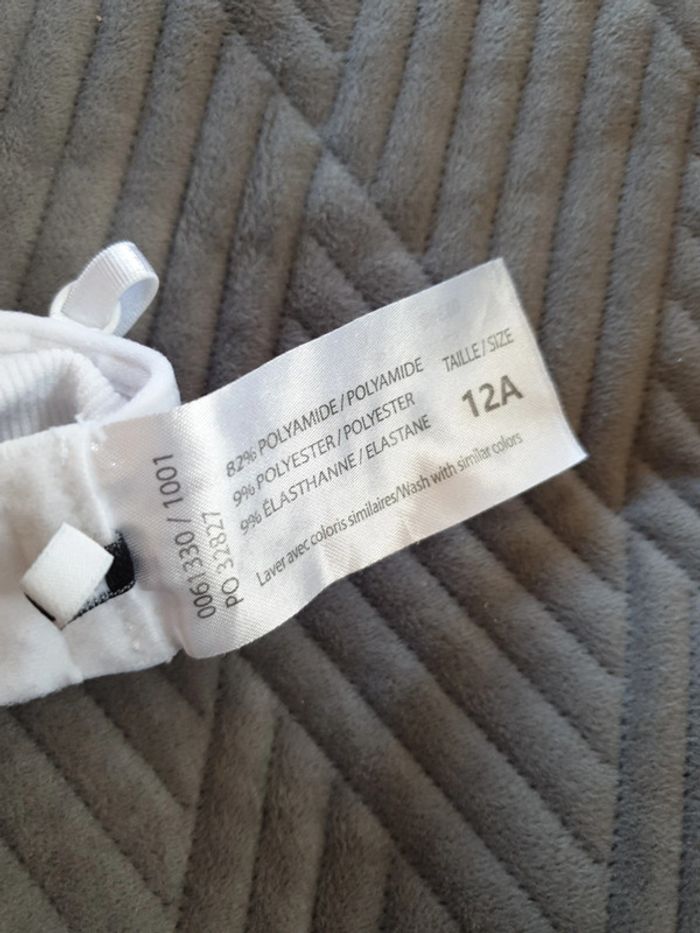 82% POLYAMIDE / POLYAMIDE
9% POLYESTER / POLYESTER
9% ÉLASTHANNE / ELASTANE
TAILLE / SIZE
12A
Laver avec coloris similaires/Wash with similar colors
0061330 / 1001
PO 32827